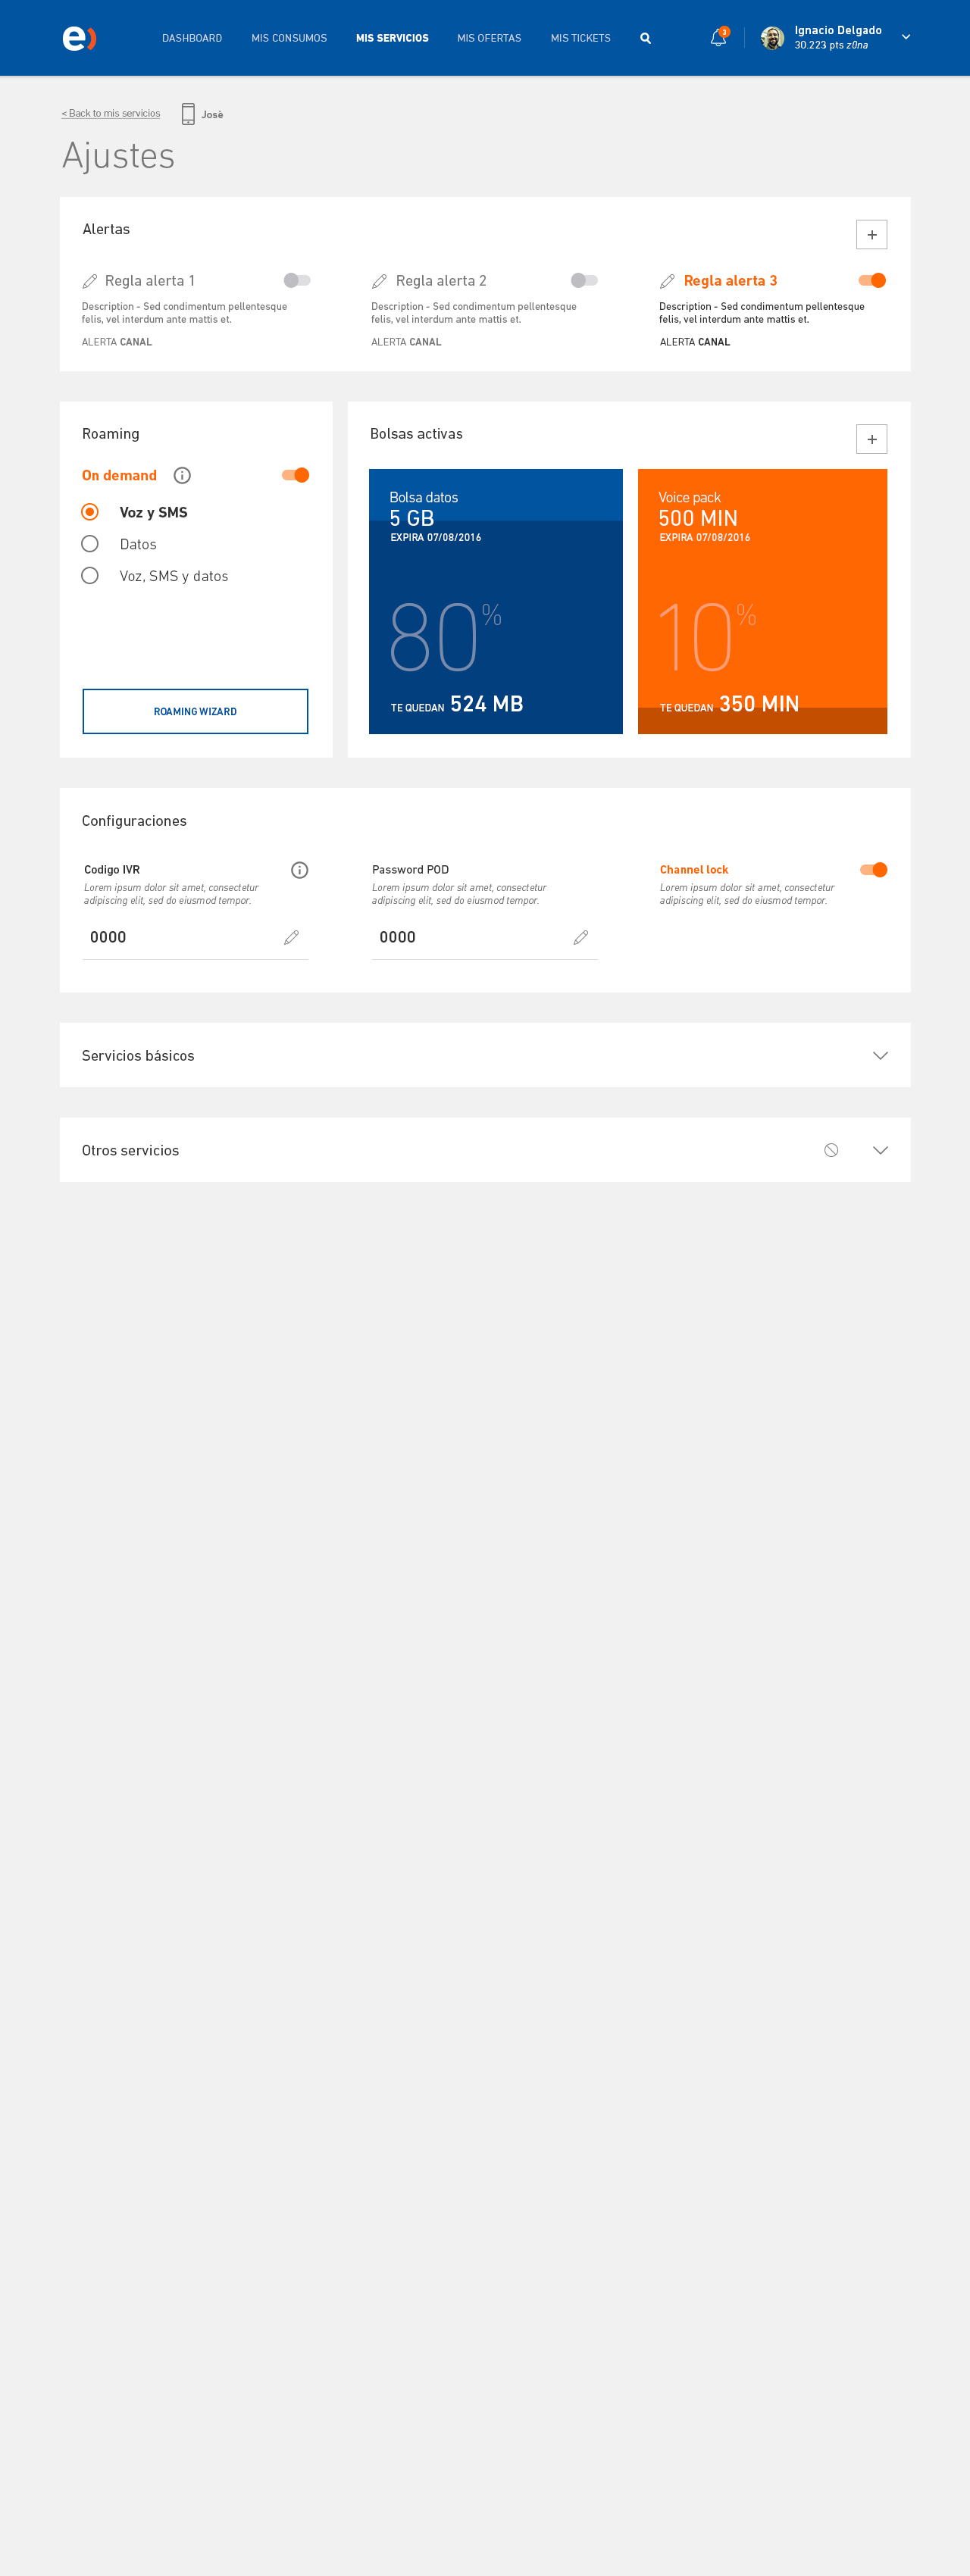 e)
DASHBOARD MIS CONSUMOS MIS SERVICIOS MIS OFERTAS MIS TICKETS
3
Ignacio Delgado
30.223 pts z0na
< Back to mis servicios
Josè
Ajustes
Alertas
+
Regla alerta 1
Description - Sed condimentum pellentesque
felis, vel interdum ante mattis et.
ALERTA CANAL
Regla alerta 2
Description - Sed condimentum pellentesque
felis, vel interdum ante mattis et.
ALERTA CANAL
Regla alerta 3
Description - Sed condimentum pellentesque
felis, vel interdum ante mattis et.
ALERTA CANAL
Roaming
On demand
Voz y SMS
Datos
Voz, SMS y datos
ROAMING WIZARD
Bolsas activas
+
Bolsa datos
5 GB
EXPIRA 07/08/2016
80%
TE QUEDAN 524 MB
Voice pack
500 MIN
EXPIRA 07/08/2016
10%
TE QUEDAN 350 MIN
Configuraciones
Codigo IVR
Lorem ipsum dolor sit amet, consectetur
adipiscing elit, sed do eiusmod tempor.
0000
Password POD
Lorem ipsum dolor sit amet, consectetur
adipiscing elit, sed do eiusmod tempor.
0000
Channel lock
Lorem ipsum dolor sit amet, consectetur
adipiscing elit, sed do eiusmod tempor.
Servicios básicos
Otros servicios